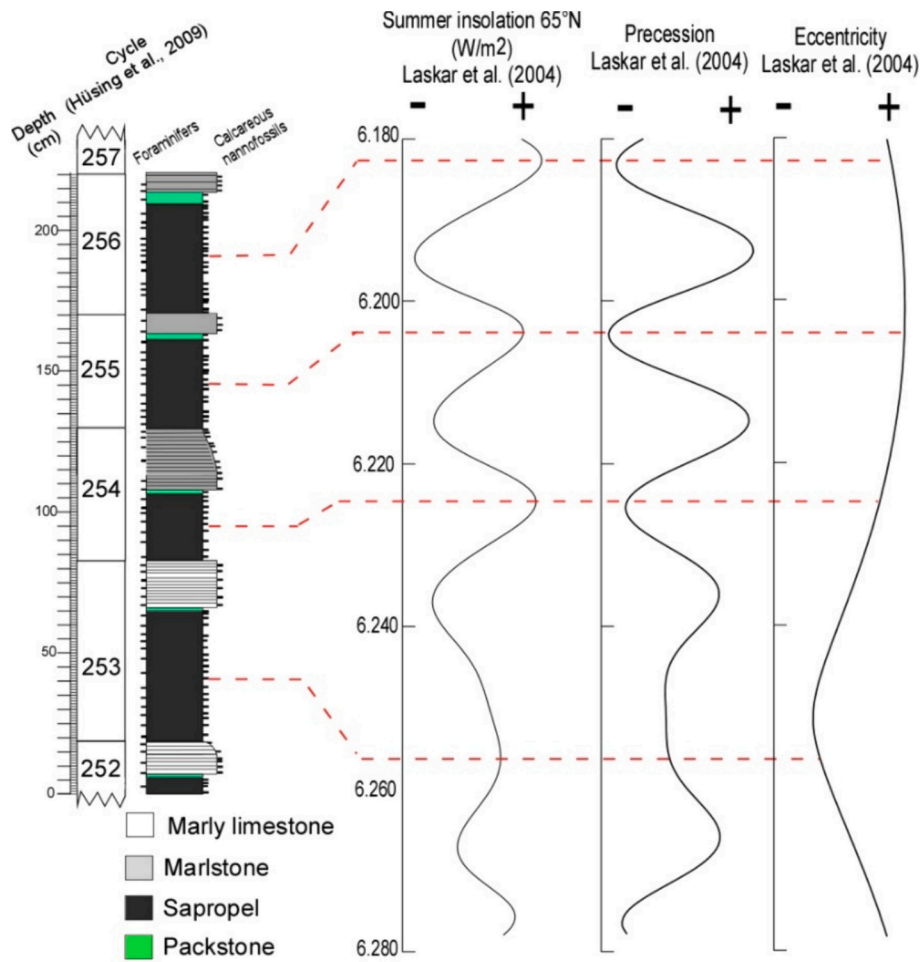 Summer insolation 65°N
(W/m2)
Laskar et al. (2004)
Precession
Laskar et al. (2004)
Eccentricity
Laskar et al. (2004)
Depth
(cm)
Cycle
(Hüsing et al., 2009)
Foraminifers
Calcareous
nannofossils
- +
- +
- +
257
256
255
254
253
252
200
150
100
50
0
6.180
6.200
6.220
6.240
6.260
6.280
Marly limestone
Marlstone
Sapropel
Packstone